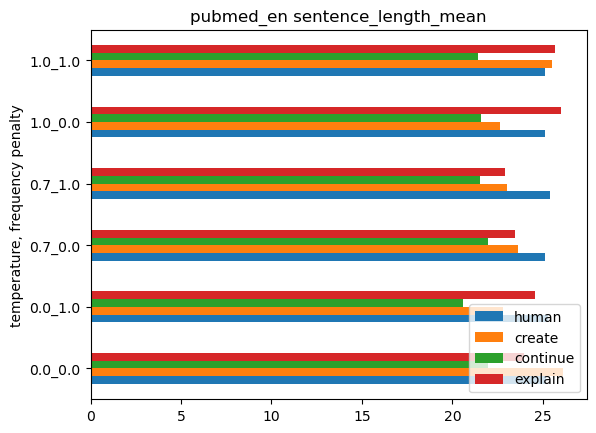 pubmed_en sentence_length_mean
temperature, frequency penalty
1.0_1.0
1.0_0.0
0.7_1.0
0.7_0.0
0.0_1.0
0.0_0.0
human
create
continue
explain
0 5 10 15 20 25